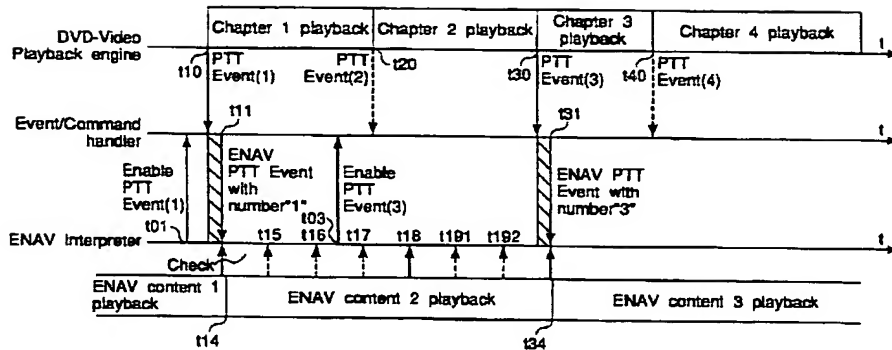 DVD-Video
Playback engine
Chapter 1 playback
Chapter 2 playback
Chapter 3
playback
Chapter 4 playback
t
t10
PTT
Event(1)
PTT
Event(2)
t20
t30
PTT
Event(3)
t40
PTT
Event(4)
t11
t31
Event/Command
handler
t
Enable
PTT
Event(1)
ENAV
PTT Event
with
number"1"
Enable
PTT
Event(3)
ENAV PTT
Event with
number"3"
t01
t03
ENAV Interpreter
t15
t16
t17
t18
t191
t192
t
Check
ENAV content 1
playback
ENAV content 2 playback
ENAV content 3 playback
t14
t34